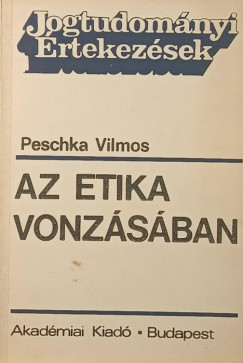 Jogtudományi
Értekezések
Peschka Vilmos
AZ ETIKA
VONZÁSÁBAN
Akadémiai Kiadó ▪ Budapest